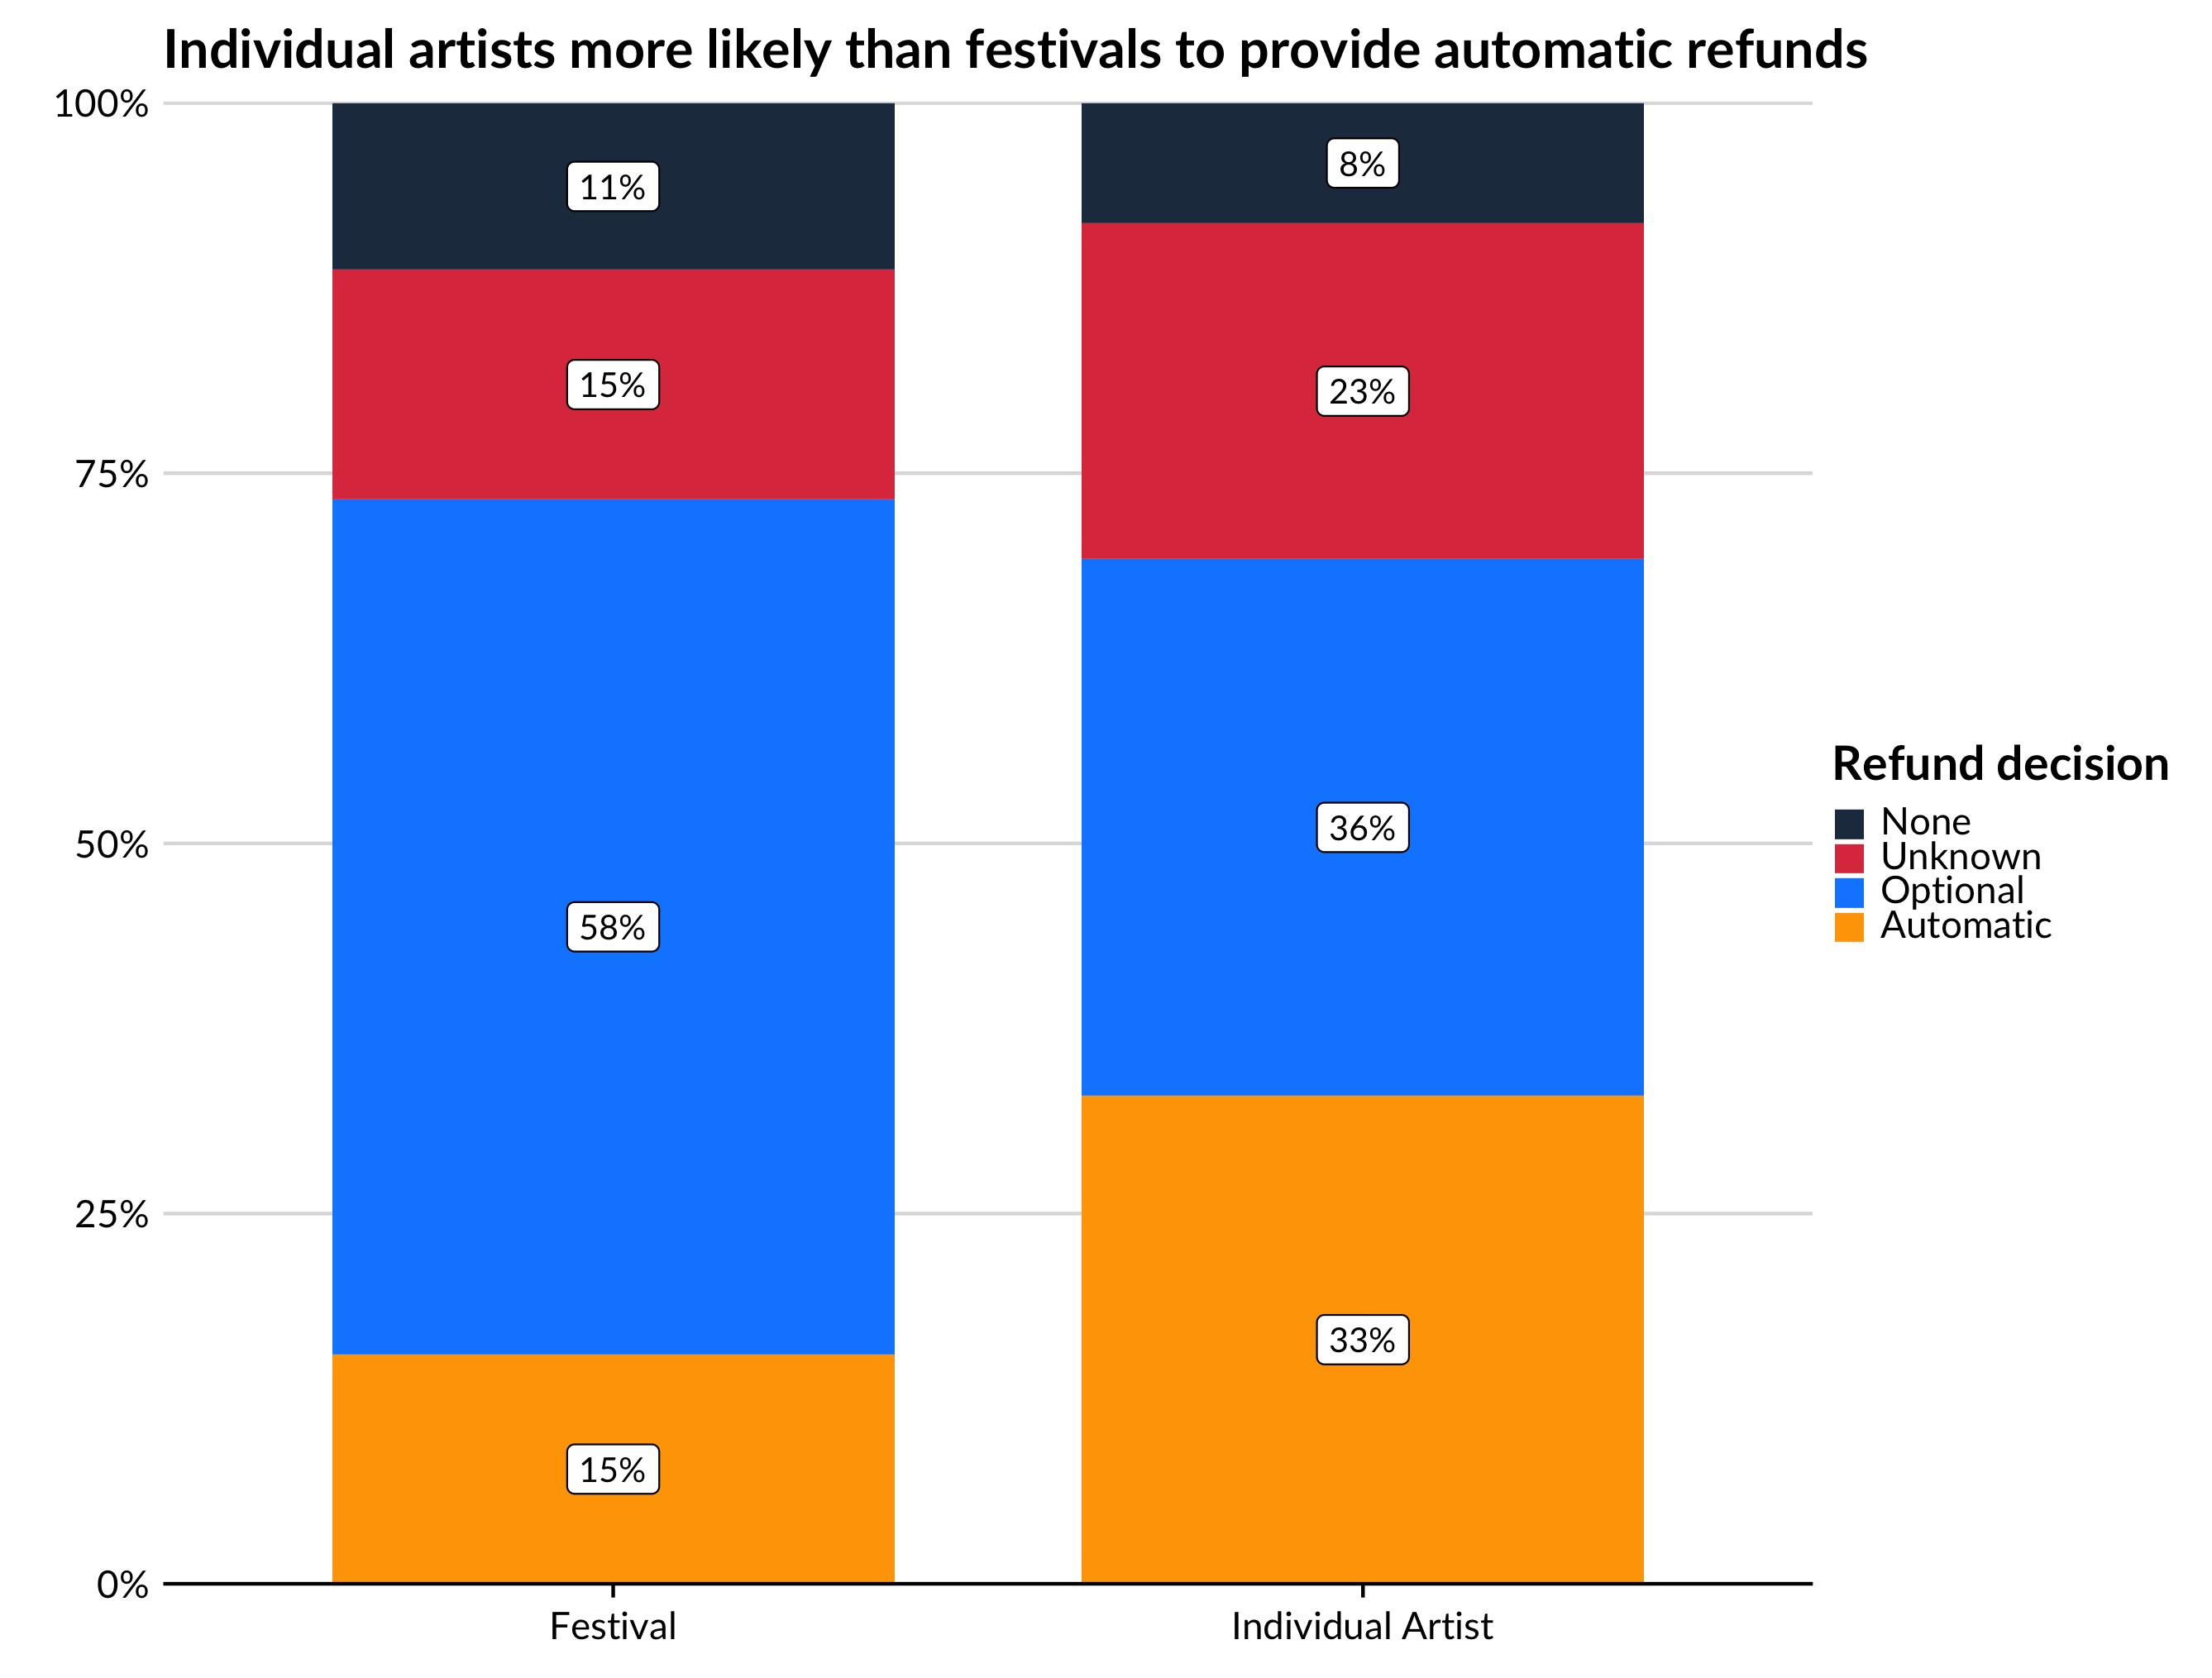 Individual artists more likely than festivals to provide automatic refunds
100%
75%
50%
25%
0%
11%
15%
58%
15%
8%
23%
36%
33%
Festival
Individual Artist
Refund decision
None
Unknown
Optional
Automatic